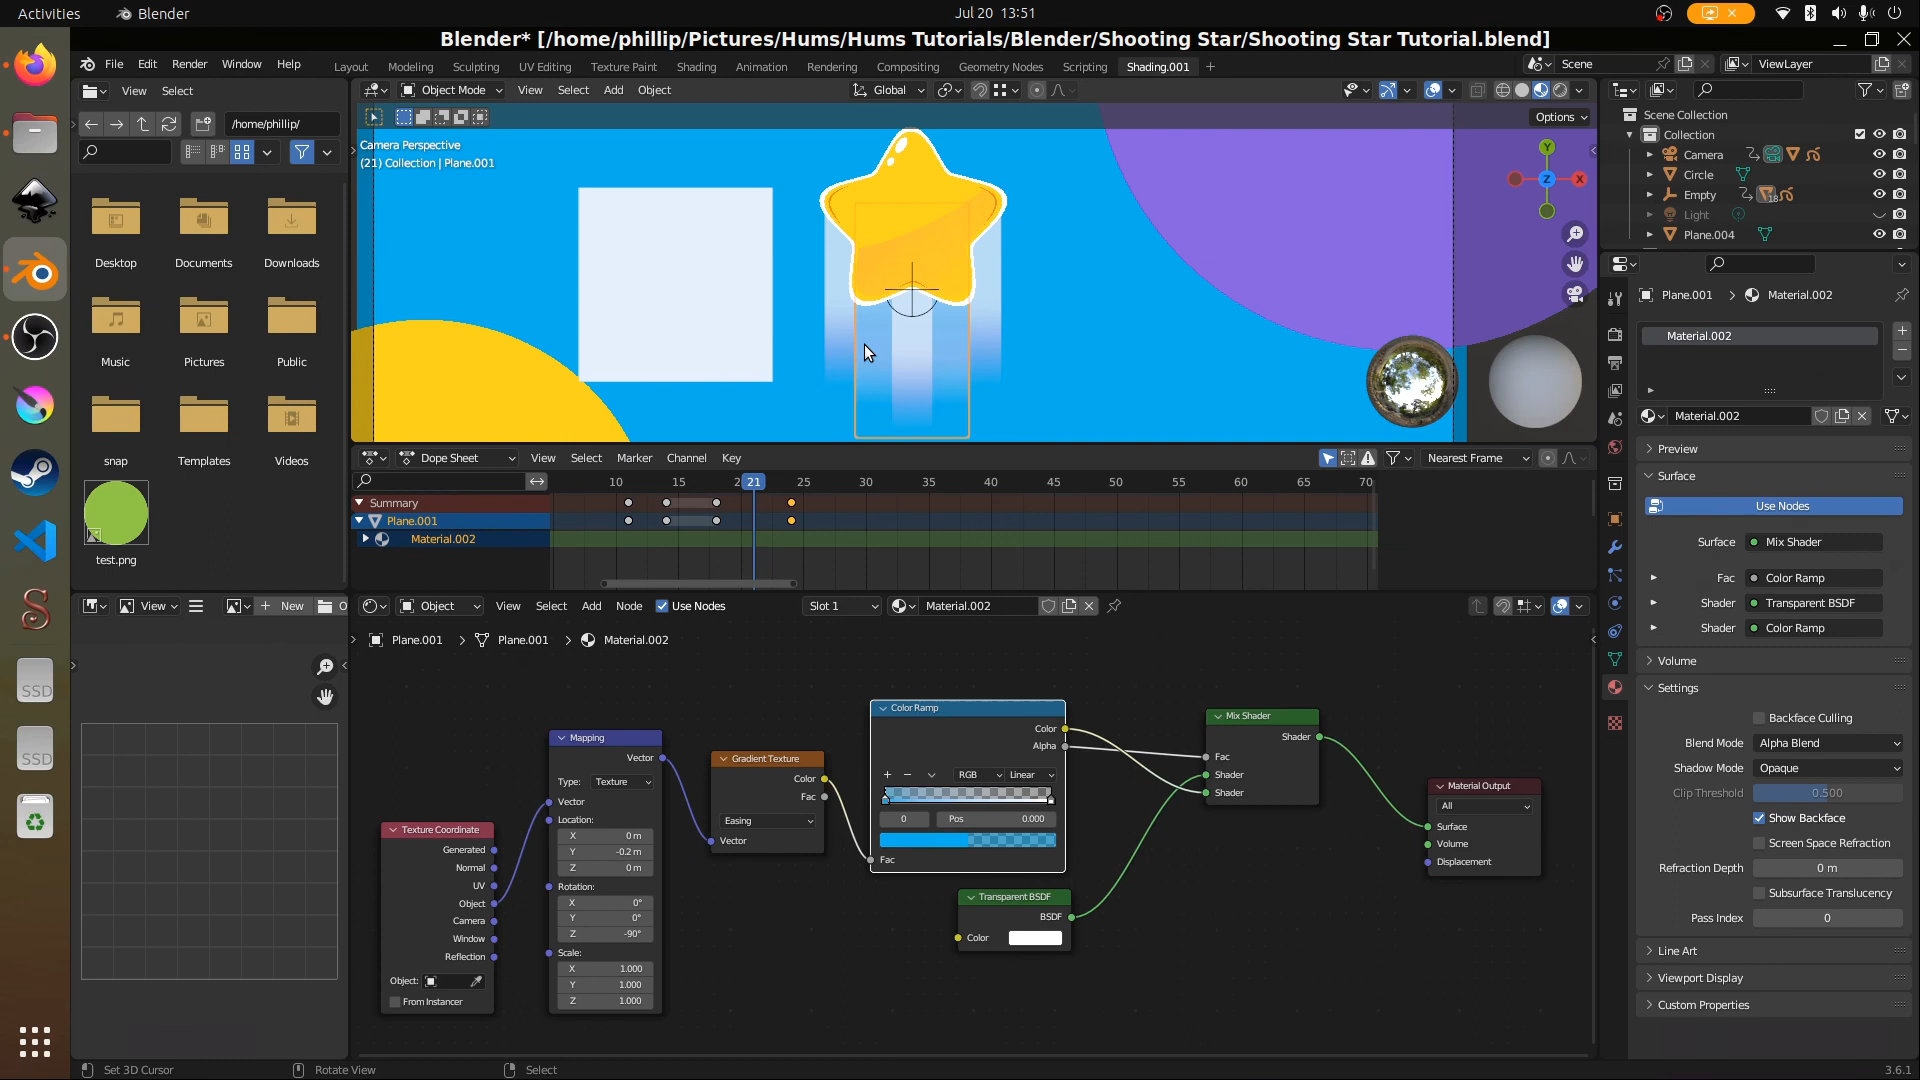 Activities
Blender
Jul 20 13:51
Blender* [/home/phillip/Pictures/Hums/Hums Tutorials/Blender/Shooting Star/Shooting Star Tutorial.blend]
File Edit Render Window Help
Layout Modeling Sculpting UV Editing Texture Paint Shading Animation Rendering Compositing Geometry Nodes Scripting Shading.001
Scene
ViewLayer
View Select
Object Mode View Select Add Object
Global
/home/phillip/
Options
Camera Perspective
(21) Collection | Plane.001
Scene Collection
Collection
Camera
Circle
Empty
18
Light
Plane.004
Y
Z
X
Desktop
Documents
Downloads
Music
Pictures
Public
snap
Templates
Videos
test.png
Plane.001
Material.002
Material.002
Material.002
Preview
Surface
Use Nodes
Surface Mix Shader
Fac Color Ramp
Shader Transparent BSDF
Shader Color Ramp
Volume
Settings
Backface Culling
Blend Mode Alpha Blend
Shadow Mode Opaque
Clip Threshold 0.500
Show Backface
Screen Space Refraction
Refraction Depth 0 m
Subsurface Translucency
Pass Index 0
Line Art
Viewport Display
Custom Properties
Dope Sheet View Select Marker Channel Key
Nearest Frame
10 15 2 21 25 30 35 40 45 50 55 60 65 70
Summary
Plane.001
Material.002
View
New
O
Object View Select Add Node Use Nodes
Slot 1
Material.002
Plane.001 Plane.001 Material.002
Texture Coordinate
Generated
Normal
UV
Object
Camera
Window
Reflection
Object:
From Instancer
Mapping
Vector
Type: Texture
Vector
Location:
X 0 m
Y -0.2 m
Z 0 m
Rotation:
X 0°
Y 0°
Z -90°
Scale:
X 1.000
Y 1.000
Z 1.000
Gradient Texture
Color
Fac
Easing
Vector
Color Ramp
Color
Alpha
RGB Linear
0 Pos 0.000
Fac
Transparent BSDF
BSDF
Color
Mix Shader
Shader
Fac
Shader
Shader
Material Output
All
Surface
Volume
Displacement
SSD
SSD
Set 3D Cursor
Rotate View
Select
3.6.1